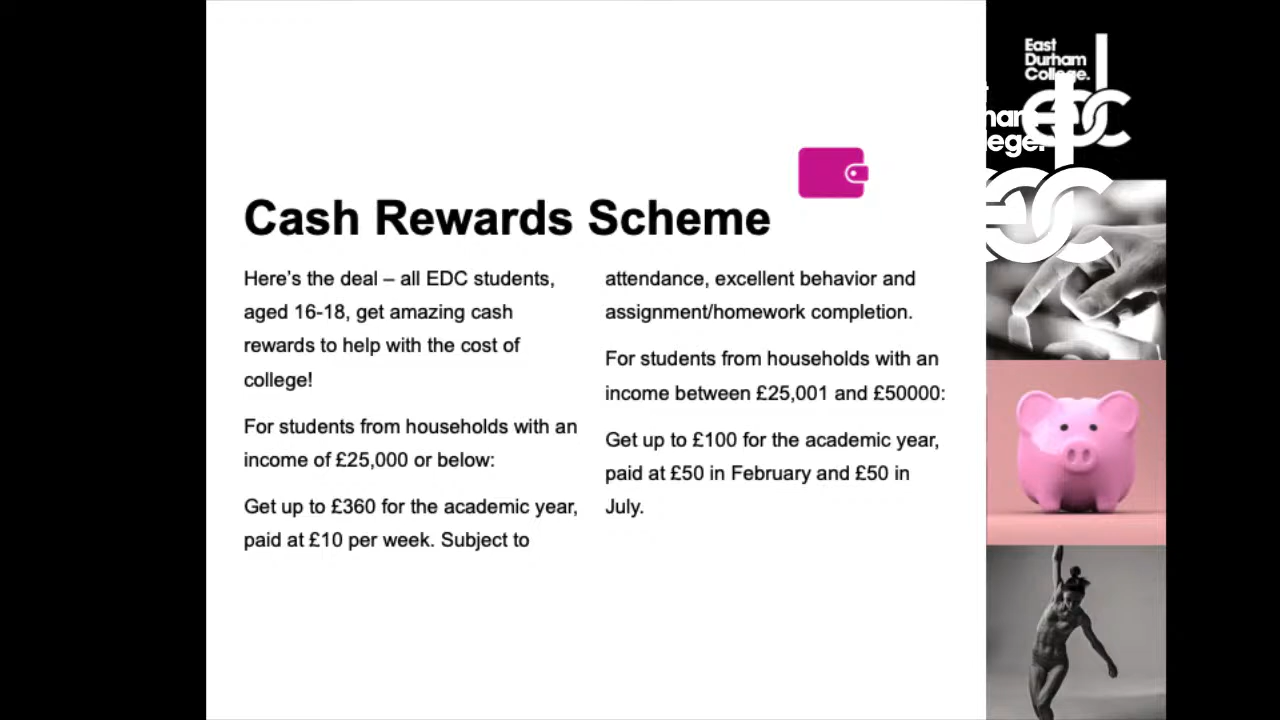 Cash Rewards Scheme
Here’s the deal – all EDC students,
aged 16-18, get amazing cash
rewards to help with the cost of
college!
For students from households with an
income of £25,000 or below:
Get up to £360 for the academic year,
paid at £10 per week. Subject to
attendance, excellent behavior and
assignment/homework completion.
For students from households with an
income between £25,001 and £50000:
Get up to £100 for the academic year,
paid at £50 in February and £50 in
July.
East
Durham
College.
edc
ham
ege.
edc